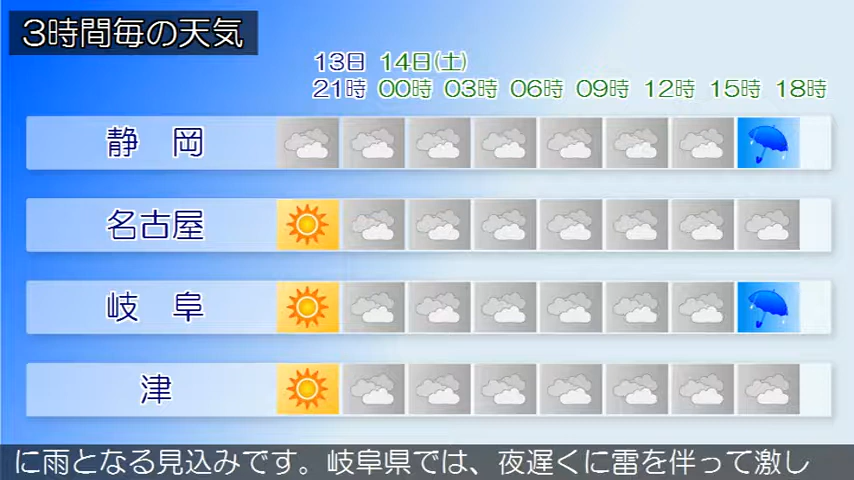 3時間毎の天気
13日 14日(土)
21時 00時 03時 06時 09時 12時 15時 18時
静 岡
名古屋
岐 阜
津
に雨となる見込みです。岐阜県では、夜遅くに雷を伴って激し